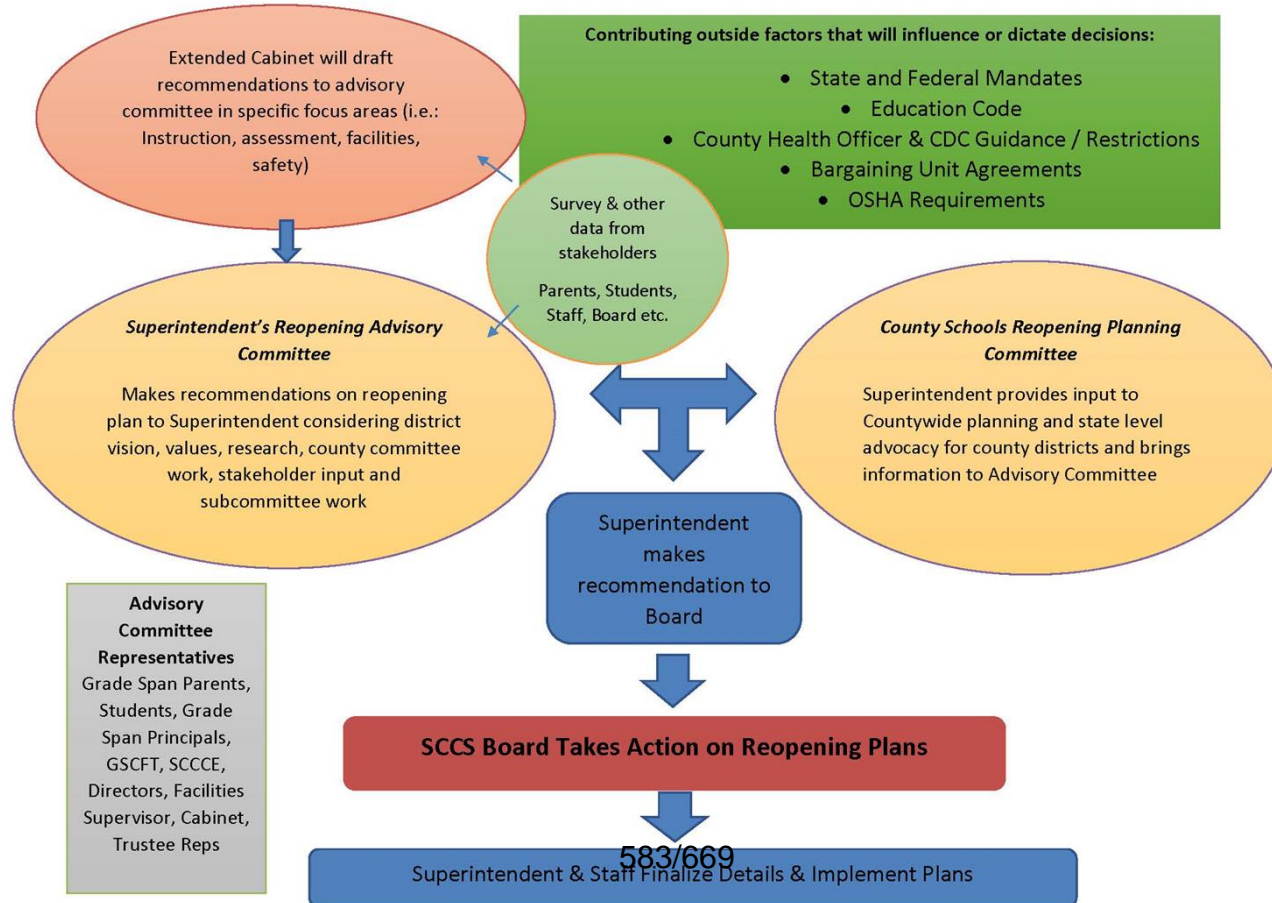 Extended Cabinet will draft
recommendations to advisory
committee in specific focus areas (i.e.:
Instruction, assessment, facilities,
safety)
Contributing outside factors that will influence or dictate decisions:
• State and Federal Mandates
• Education Code
• County Health Officer & CDC Guidance / Restrictions
• Bargaining Unit Agreements
• OSHA Requirements
Survey & other
data from
stakeholders
Parents, Students,
Staff, Board etc.
Superintendent's Reopening Advisory
Committee
Makes recommendations on reopening
plan to Superintendent considering district
vision, values, research, county committee
work, stakeholder input and
subcommittee work
County Schools Reopening Planning
Committee
Superintendent provides input to
Countywide planning and state level
advocacy for county districts and brings
information to Advisory Committee
Superintendent
makes
recommendation to
Board
Advisory
Committee
Representatives
Grade Span Parents,
Students, Grade
Span Principals,
GSCFT, SCCCE,
Directors, Facilities
Supervisor, Cabinet,
Trustee Reps
SCCS Board Takes Action on Reopening Plans
583/669
Superintendent & Staff Finalize Details & Implement Plans